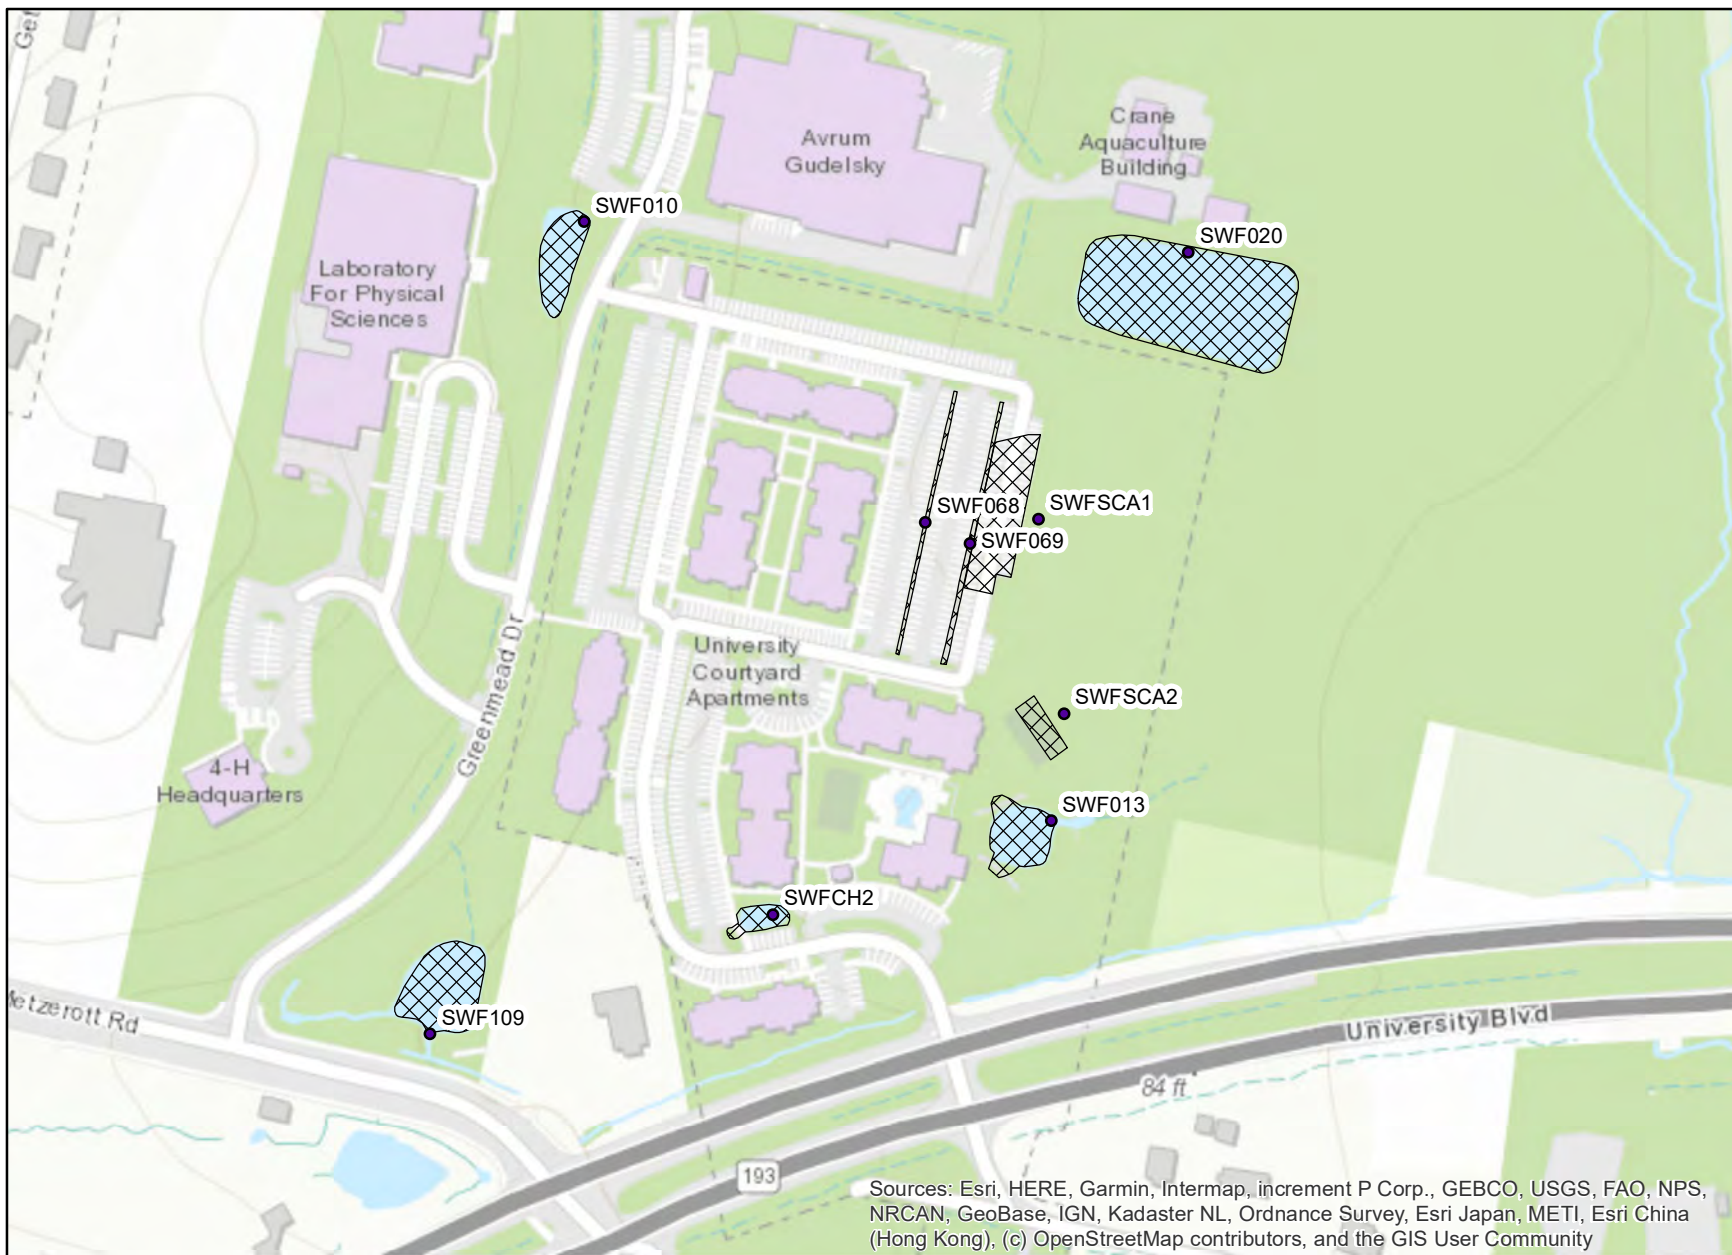 Get
Avrum
Gudelsky
Crane
Aquaculture
Building
SWF010
SWF020
Laboratory
For Physical
Sciences
SWF068
SWFSCA1
SWF069
Greenmead Dr
University
Courtyard
Apartments
SWFSCA2
4-H
Headquarters
SWF013
SWFCH2
SWF109
Metzerott Rd
University Blvd
84 ft
193
Sources: Esri, HERE, Garmin, Intermap, increment P Corp., GEBCO, USGS, FAO, NPS,
NRCAN, GeoBase, IGN, Kadaster NL, Ordnance Survey, Esri Japan, METI, Esri China
(Hong Kong), (c) OpenStreetMap contributors, and the GIS User Community